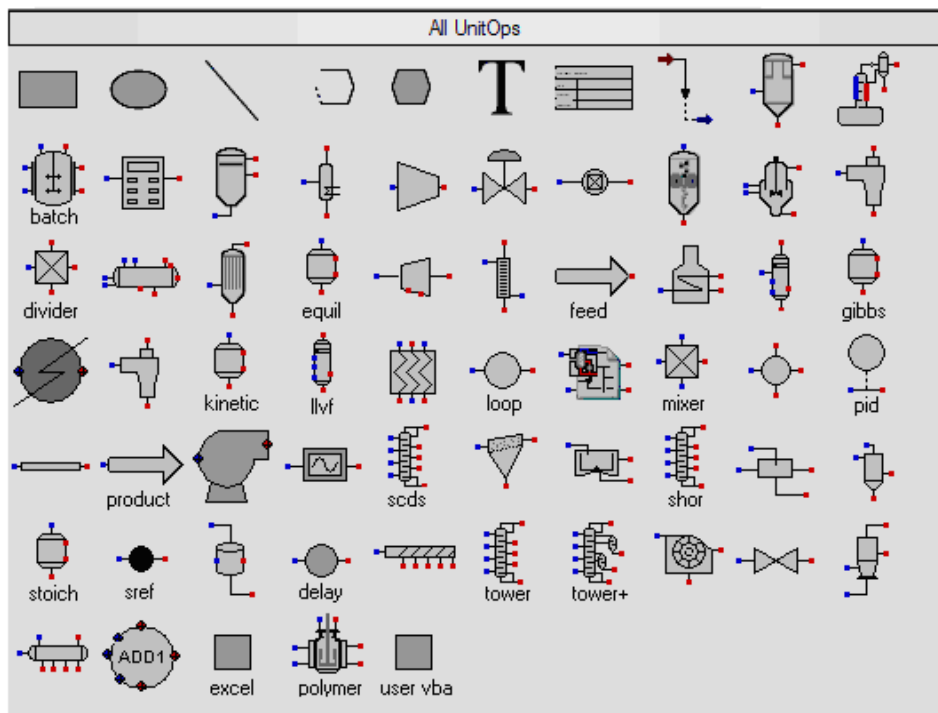 All UnitOps
T
batch
divider
equil
feed
gibbs
kinetic
llvf
loop
mixer
pid
product
scds
shor
stoich
sref
delay
tower
tower+
ADD1
excel
polymer
user vba